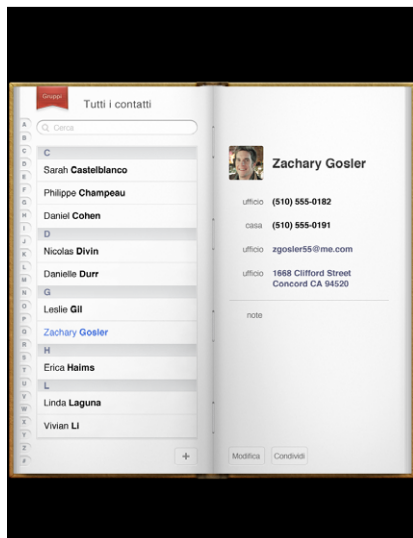 Gruppi
Tutti i contatti
Cerca
A
B
C
D
E
F
G
H
I
J
K
L
M
N
O
P
Q
R
S
T
U
V
W
X
Y
Z
#
C
Sarah Castelblanco
Philippe Champeau
Daniel Cohen
D
Nicolas Divin
Danielle Durr
G
Leslie Gil
Zachary Gosler
H
Erica Haims
L
Linda Laguna
Vivian Li
+
Zachary Gosler
ufficio (510) 555-0182
casa (510) 555-0191
ufficio zgosler55@me.com
ufficio 1668 Clifford Street
Concord CA 94520
note
Modifica Condividi